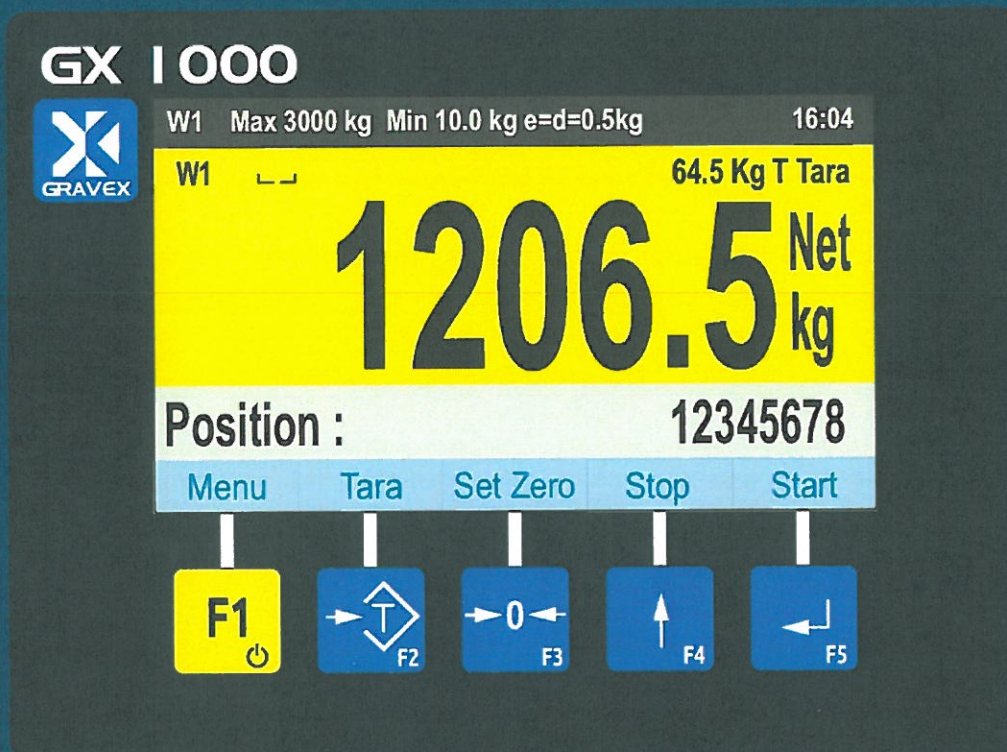 GX 1000
GRAVEX
W1 Max 3000 kg Min 10.0 kg e=d=0.5kg 16:04
W1 64.5 Kg T Tara
1206.5 Net kg
Position : 12345678
Menu Tara Set Zero Stop Start
F1 T F2 0 F3 F4 F5